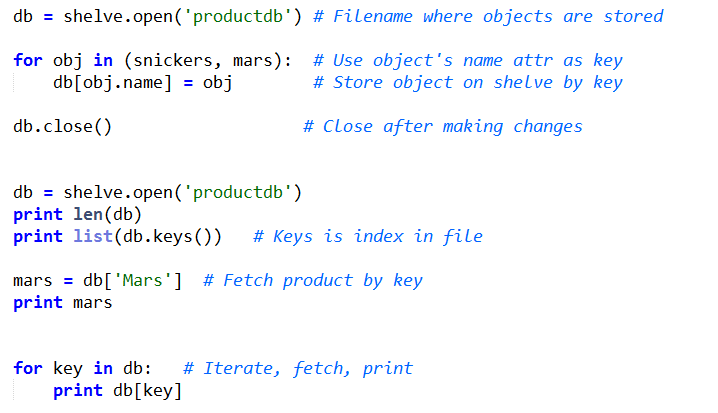 db = shelve.open('productdb') # Filename where objects are stored
for obj in (snickers, mars):  # Use object's name attr as key
    db[obj.name] = obj        # Store object on shelve by key
db.close()                   # Close after making changes
db = shelve.open('productdb')
print len(db)
print list(db.keys())   # Keys is index in file
mars = db['Mars']  # Fetch product by key
print mars
for key in db:   # Iterate, fetch, print
    print db[key]